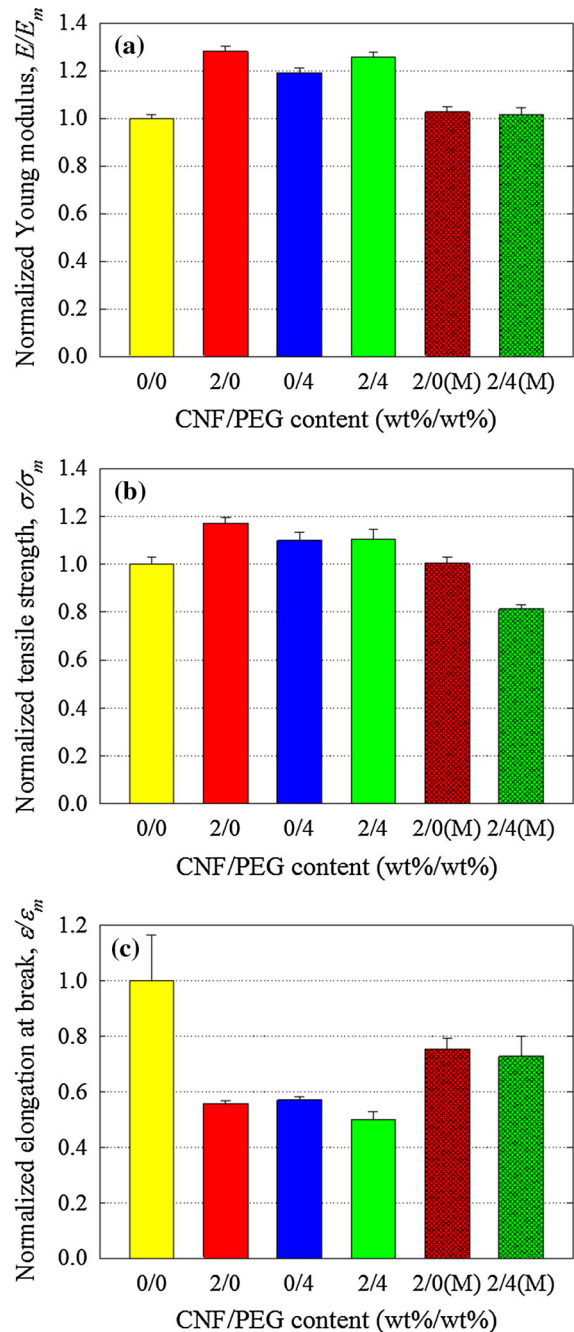 (a)
Normalized Young modulus, E/Em
1.4
1.2
1.0
0.8
0.6
0.4
0.2
0.0
0/0 2/0 0/4 2/4 2/0(M) 2/4(M)
CNF/PEG content (wt%/wt%)
(b)
Normalized tensile strength, σ/σm
1.4
1.2
1.0
0.8
0.6
0.4
0.2
0.0
0/0 2/0 0/4 2/4 2/0(M) 2/4(M)
CNF/PEG content (wt%/wt%)
(c)
Normalized elongation at break, ε/εm
1.2
1.0
0.8
0.6
0.4
0.2
0.0
0/0 2/0 0/4 2/4 2/0(M) 2/4(M)
CNF/PEG content (wt%/wt%)